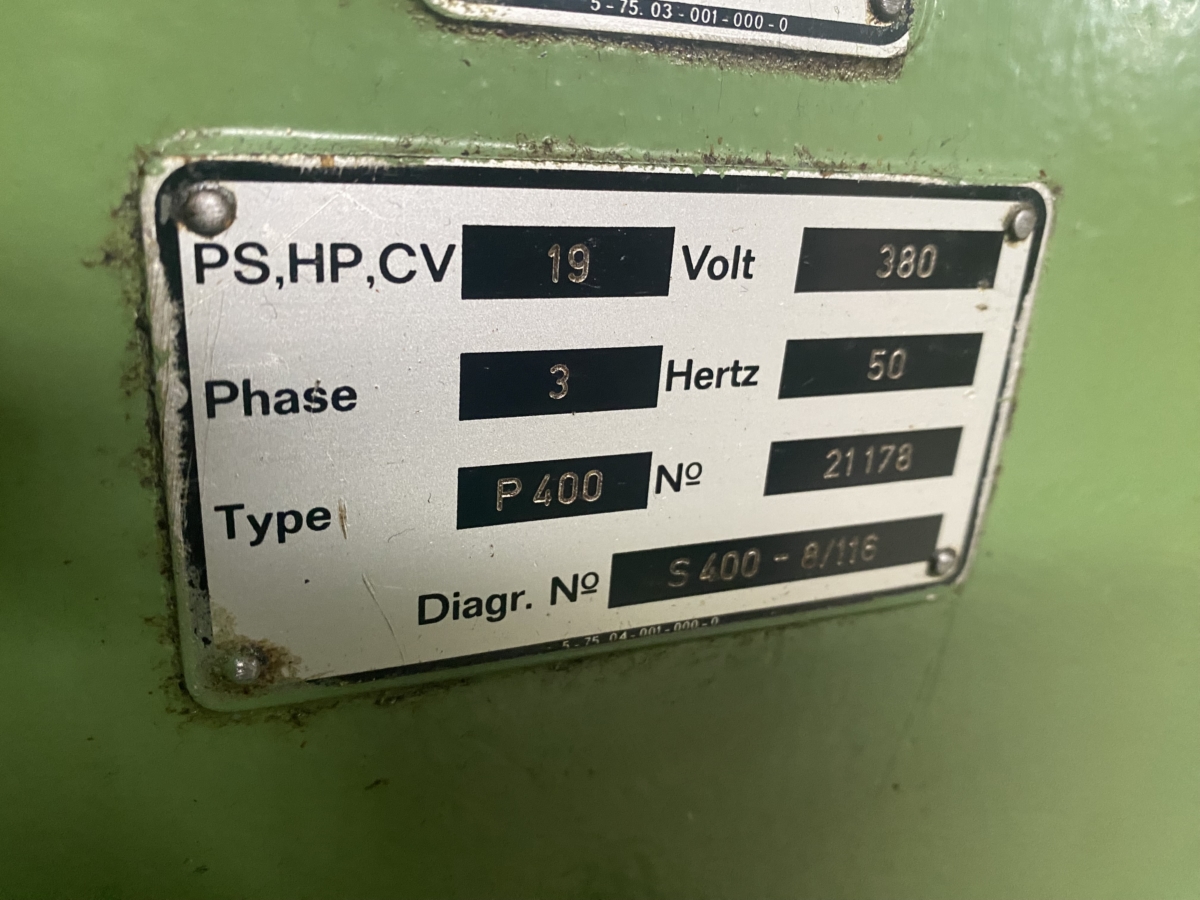 5-75. 03-001-000-0
PS,HP,CV 19 Volt 380
Phase 3 Hertz 50
Type P 400 Nº 21178
Diagr. Nº S 400 - 8/116
5-75 04-001-000-0